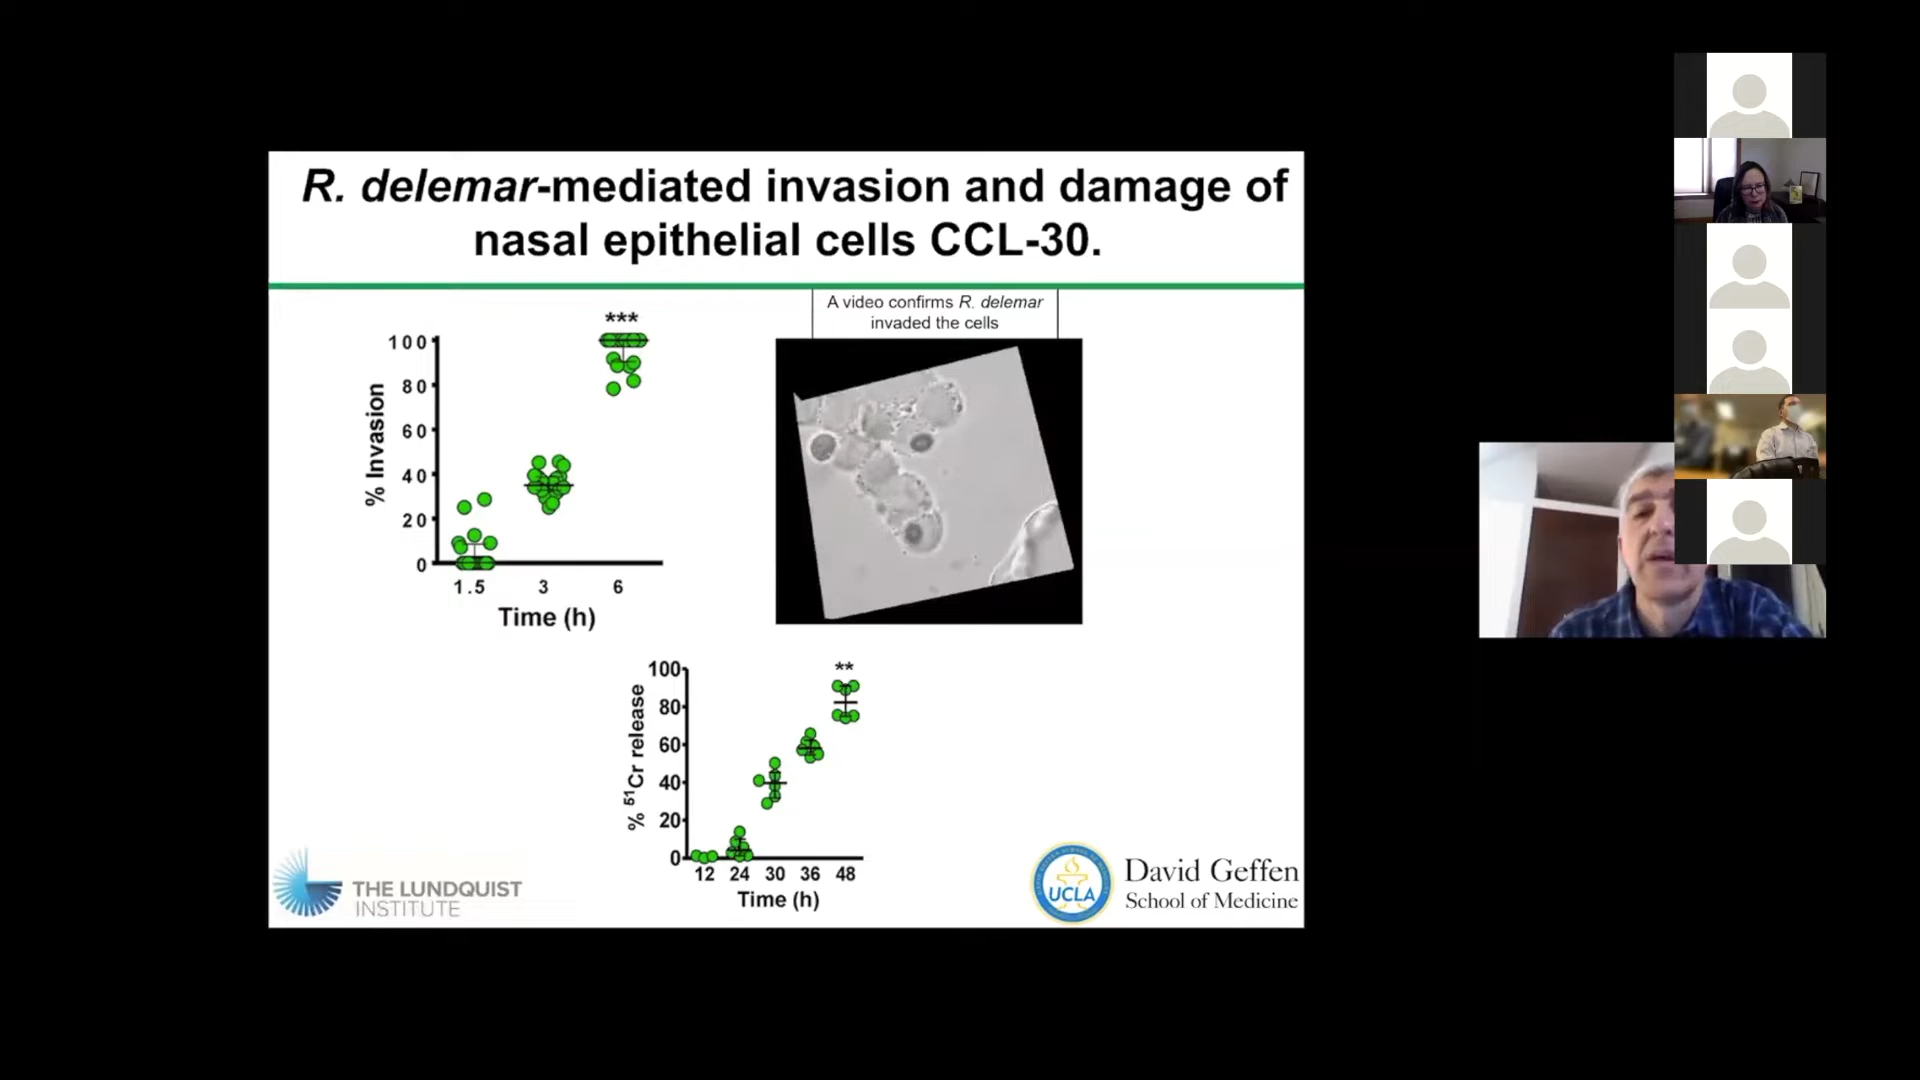 R. delemar-mediated invasion and damage of
nasal epithelial cells CCL-30.
A video confirms R. delemar
invaded the cells
***
100
80
60
40
20
0
% Invasion
1.5 3 6
Time (h)
**
100
80
60
40
20
0
% 51Cr release
12 24 30 36 48
Time (h)
THE LUNDQUIST
INSTITUTE
UCLA
David Geffen
School of Medicine